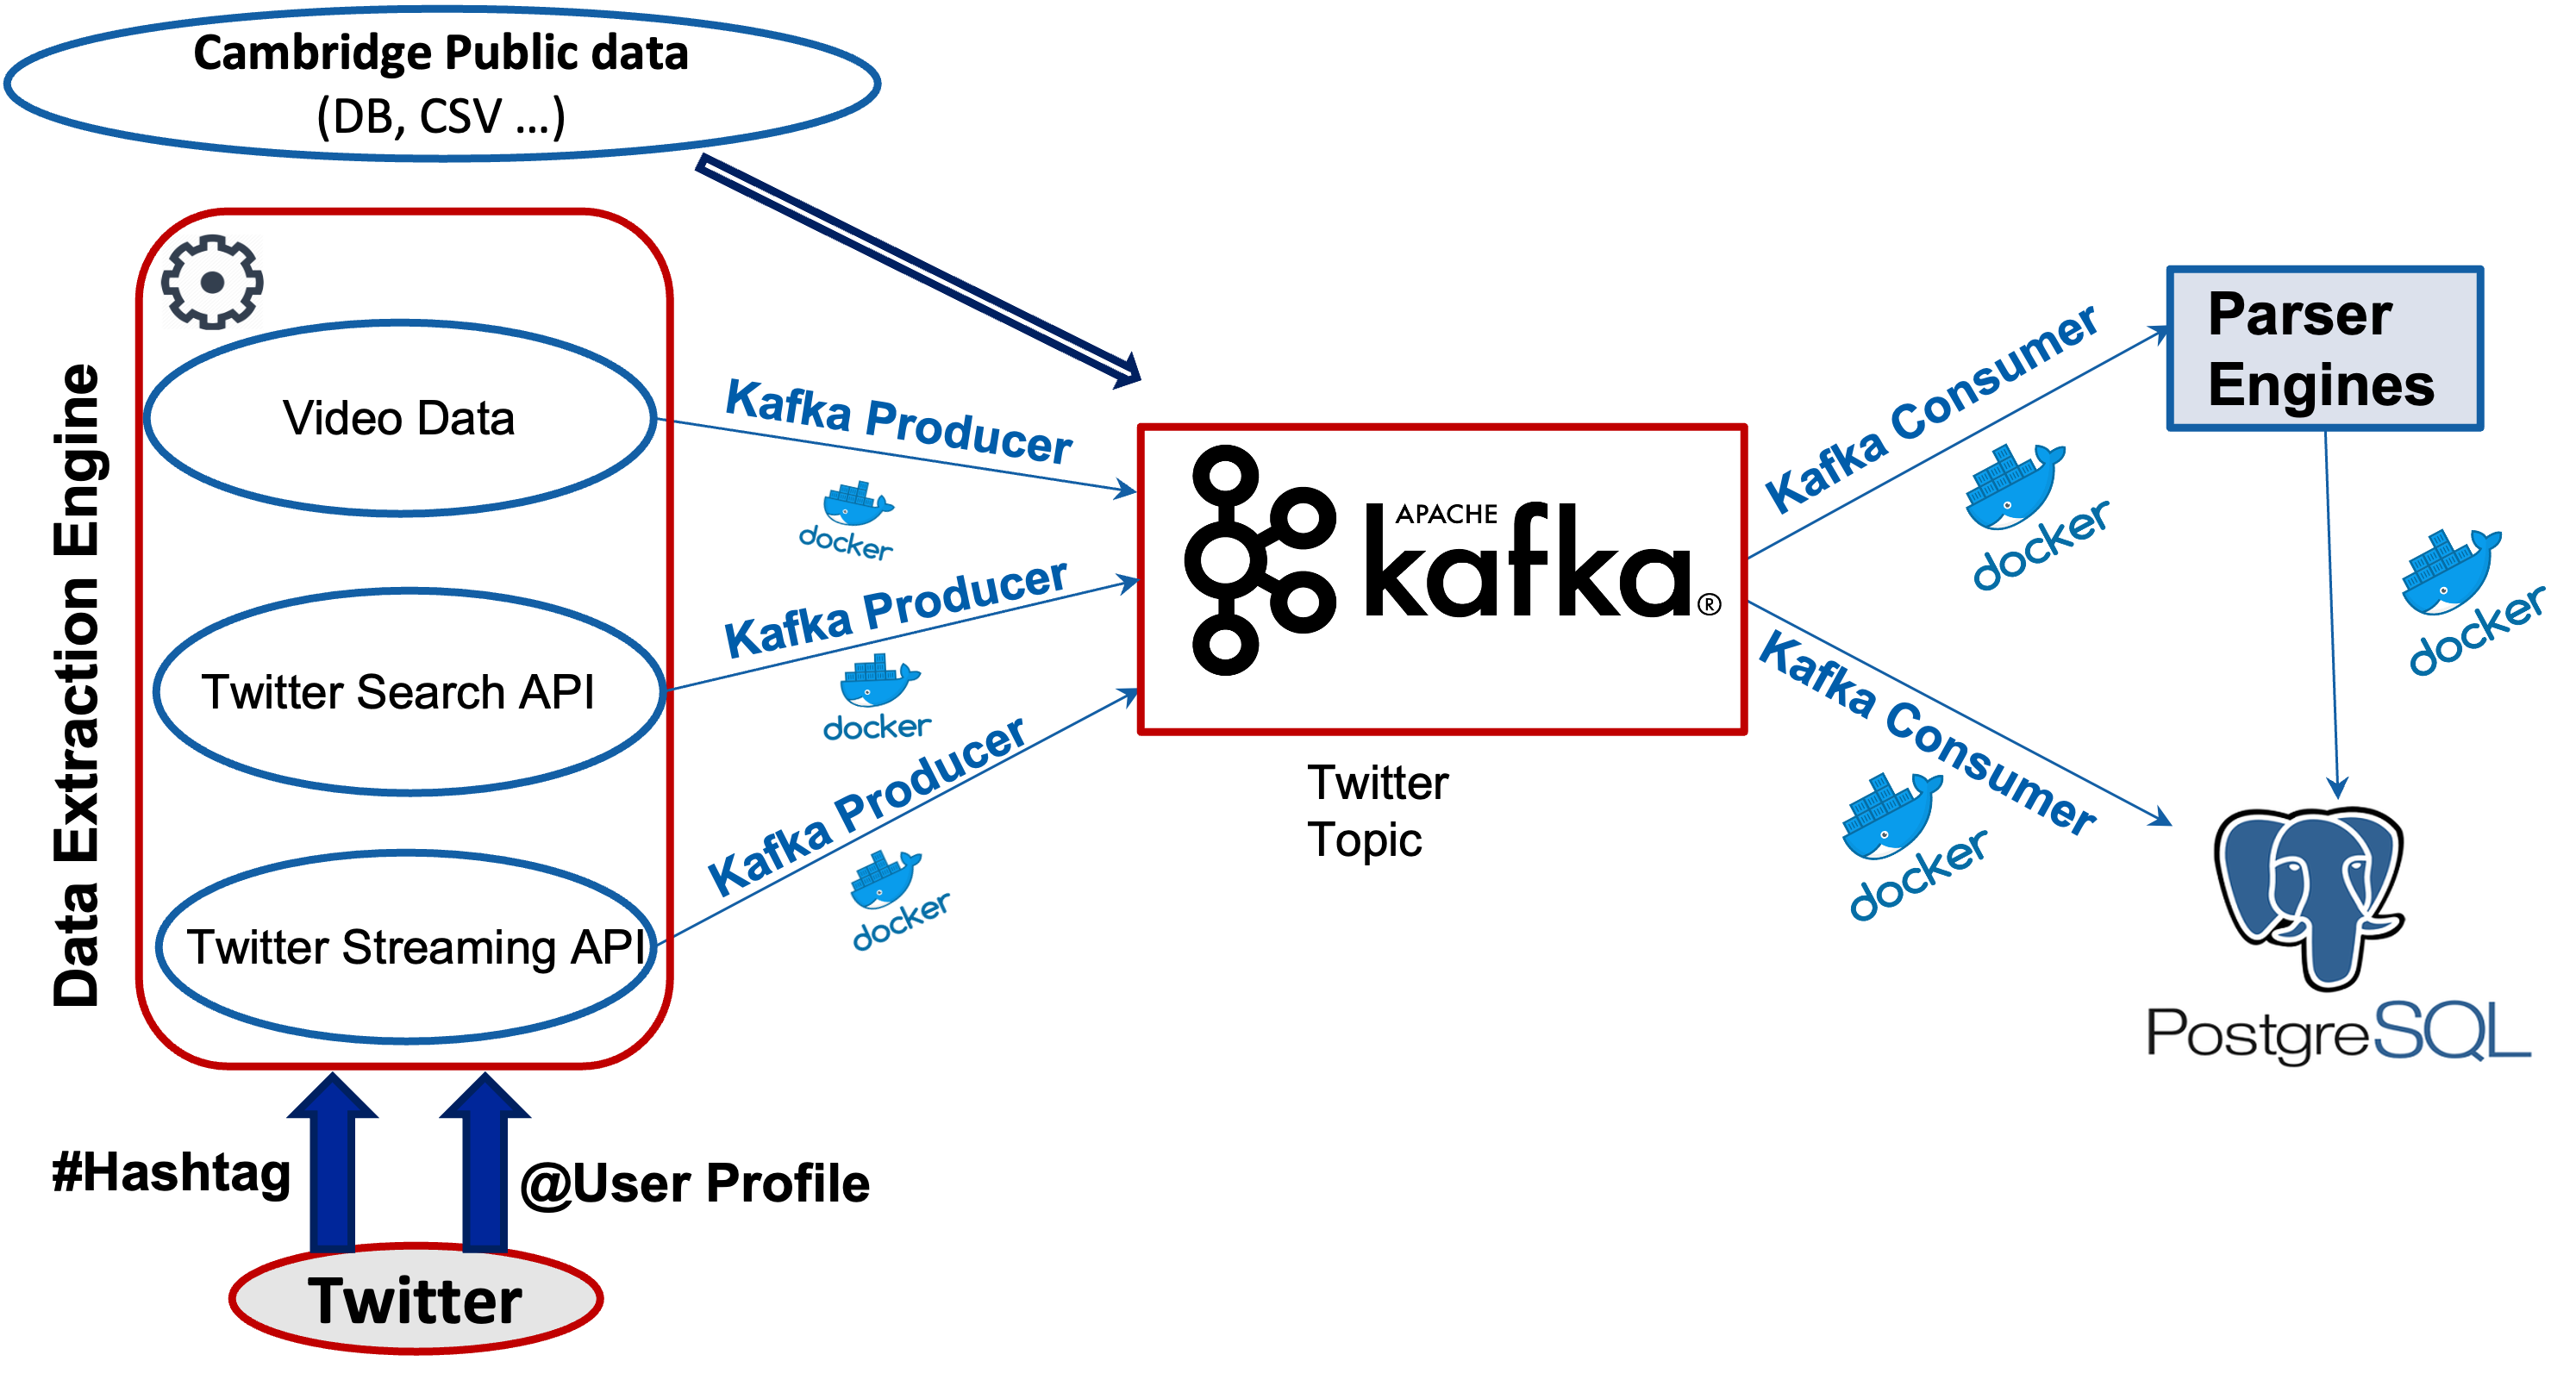 Cambridge Public data
(DB, CSV ...)
Data Extraction Engine
Video Data
Twitter Search API
Twitter Streaming API
#Hashtag
@User Profile
Twitter
Kafka Producer
docker
Kafka Producer
docker
Kafka Producer
docker
APACHE
kafka®
Twitter
Topic
Kafka Consumer
docker
Kafka Consumer
docker
Parser
Engines
docker
PostgreSQL